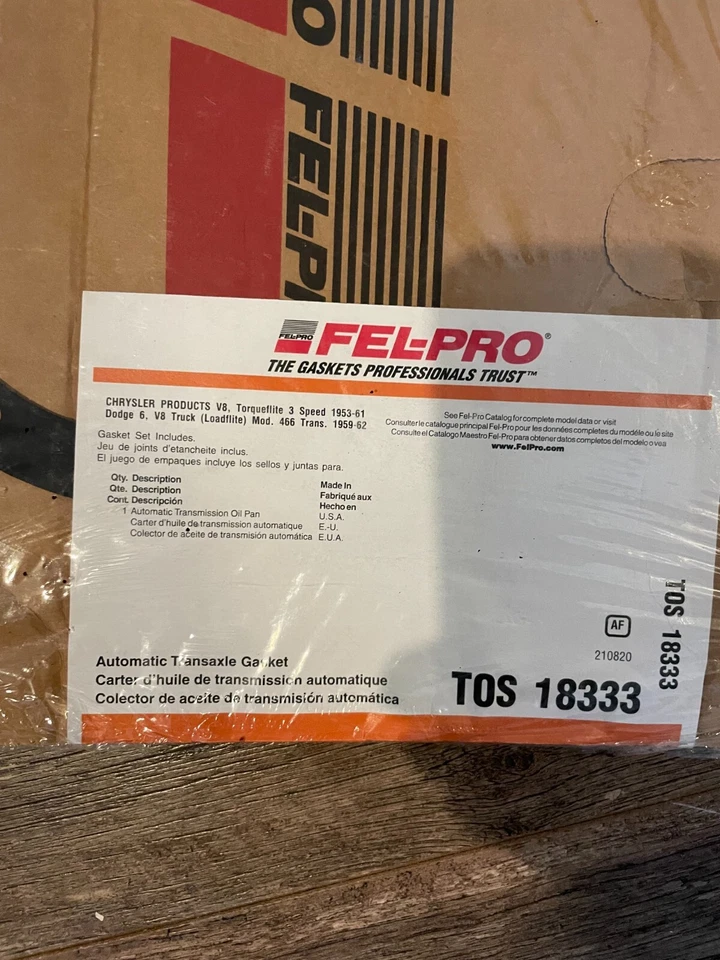 FEL-PRO
FEL-PRO
FEL-PRO®
THE GASKETS PROFESSIONALS TRUST™
CHRYSLER PRODUCTS V8, Torqueflite 3 Speed 1953-61
Dodge 6, V8 Truck (Loadflite) Mod. 466 Trans. 1959-62
See Fel-Pro Catalog for complete model data or visit
Consulter le catalogue principal Fel-Pro pour les données completes du modéle ou le site
Consulte el Catalogo Maestro Fel-Pro para obtener datos completos del modelo o vea
www.FelPro.com
Gasket Set Includes.
Jeu de joints d'etancheite inclus.
El juego de empaques incluye los sellos y juntas para.
Qty. Description
Qte. Description
Cont. Descripción
Made In
Fabriqué aux
Hecho en
1 Automatic Transmission Oil Pan U.S.A.
Carter d'huile de transmission automatique E.-U.
Colector de aceite de transmisión automática E.U.A.
AF
210820
TOS 18333
Automatic Transaxle Gasket
Carter d'huile de transmission automatique
Colector de aceite de transmisión automática
TOS 18333